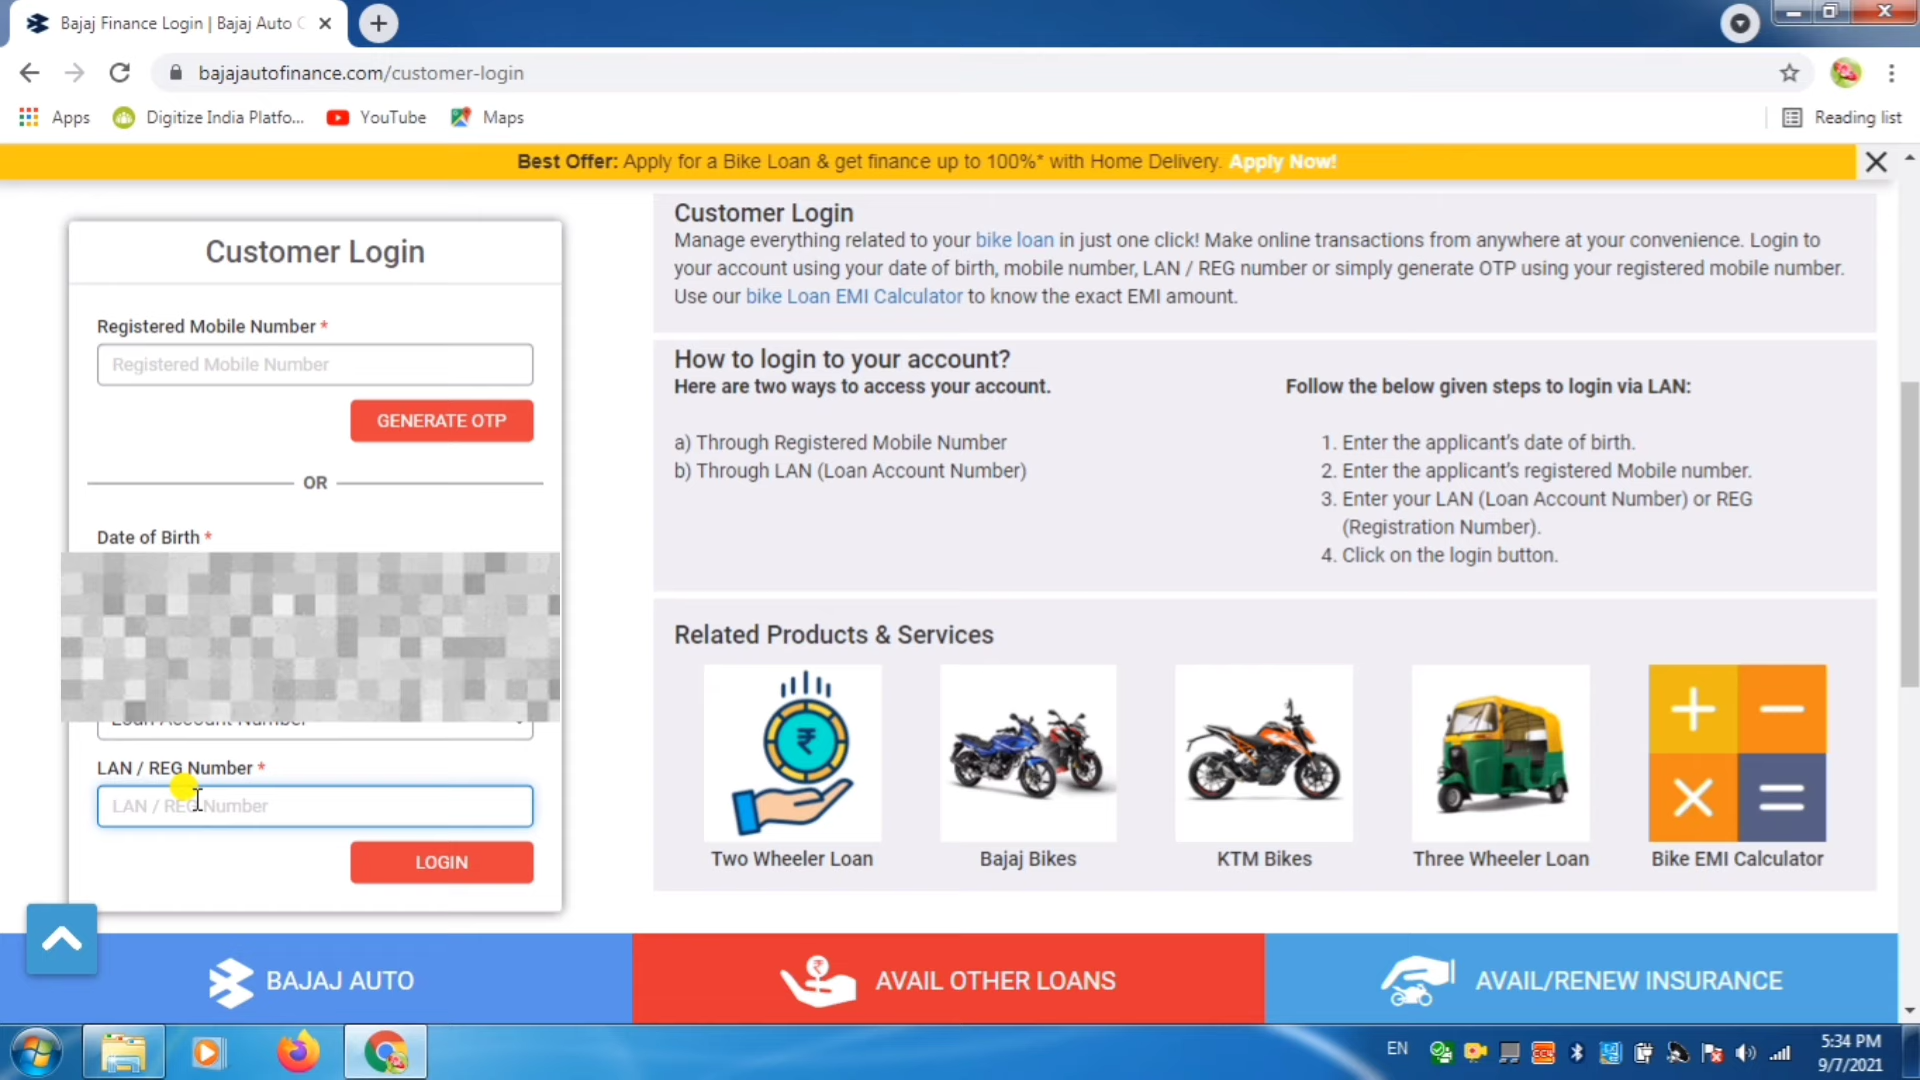 Bajaj Finance Login | Bajaj Auto
bajajautofinance.com/customer-login
Apps
Digitize India Platfo...
YouTube
Maps
Reading list
Best Offer: Apply for a Bike Loan & get finance up to 100%* with Home Delivery. Apply Now!
Customer Login
Registered Mobile Number *
Registered Mobile Number
GENERATE OTP
OR
Date of Birth *
Loan Account Number
LAN / REG Number *
LAN / REG Number
LOGIN
Customer Login
Manage everything related to your bike loan in just one click! Make online transactions from anywhere at your convenience. Login to
your account using your date of birth, mobile number, LAN / REG number or simply generate OTP using your registered mobile number.
Use our bike Loan EMI Calculator to know the exact EMI amount.
How to login to your account?
Here are two ways to access your account.
a) Through Registered Mobile Number
b) Through LAN (Loan Account Number)
Follow the below given steps to login via LAN:
1. Enter the applicant's date of birth.
2. Enter the applicant's registered Mobile number.
3. Enter your LAN (Loan Account Number) or REG
(Registration Number).
4. Click on the login button.
Related Products & Services
Two Wheeler Loan
Bajaj Bikes
KTM Bikes
Three Wheeler Loan
Bike EMI Calculator
BAJAJ AUTO
AVAIL OTHER LOANS
AVAIL/RENEW INSURANCE
EN
5:34 PM
9/7/2021